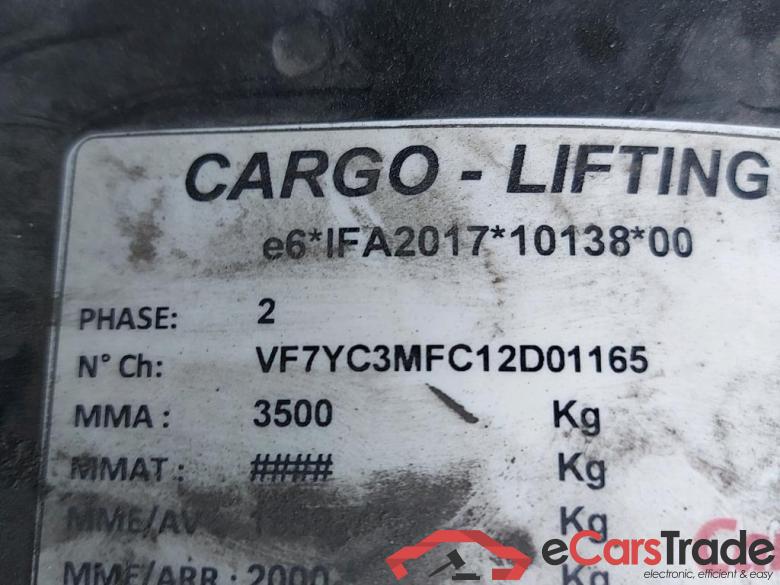 CARGO - LIFTING
e6*IFA2017*10138*00
PHASE: 2
N° Ch: VF7YC3MFC12D01165
MMA : 3500 Kg
MMAT : #### Kg
MME/AV Kg
MME/ARR : 2000 Kg
eCarsTrade
electronic, efficient & easy